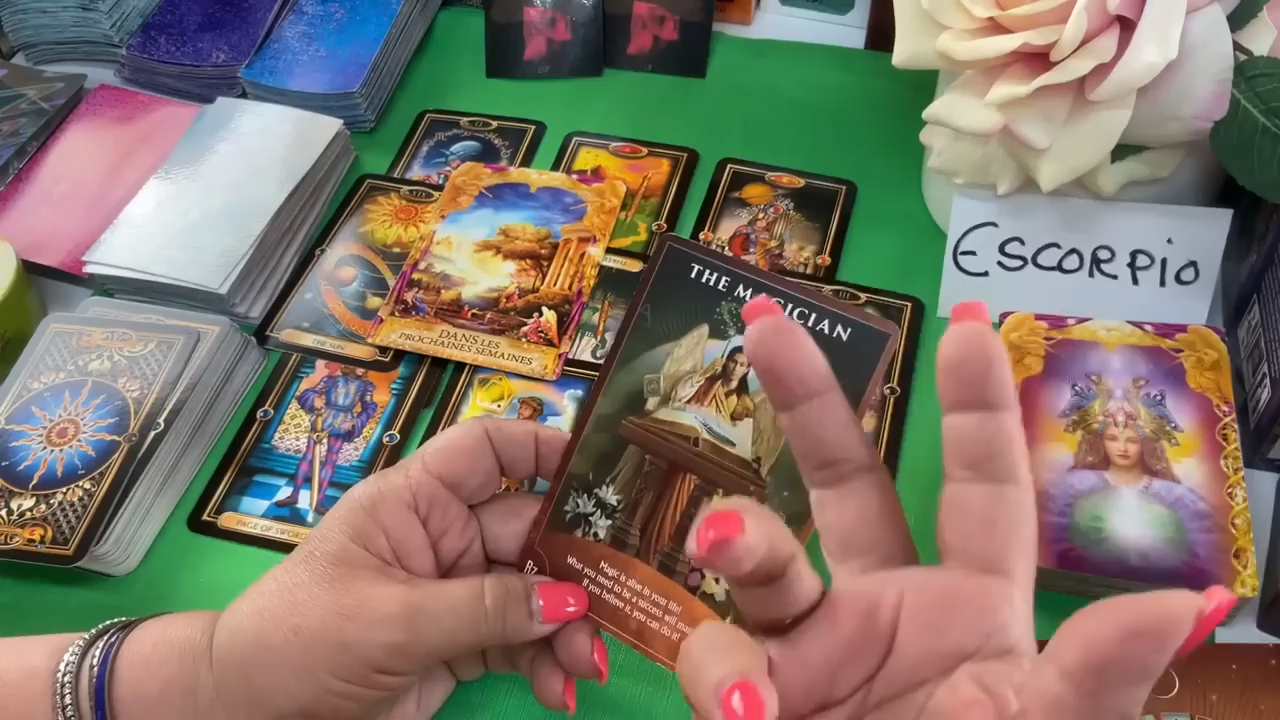 THE MAGICIAN
ESCORPIO
DANS LES
PROCHAINES SEMAINES
THE SUN
PAGE OF SWORD
Magic is alive in your life!
What you need to be a success will
If you believe it, you can do it!